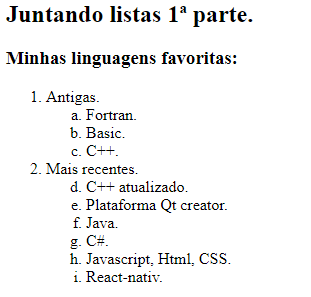 Juntando listas 1ª parte.
Minhas linguagens favoritas:
1. Antigas.
a. Fortran.
b. Basic.
c. C++.
2. Mais recentes.
d. C++ atualizado.
e. Plataforma Qt creator.
f. Java.
g. C#.
h. Javascript, Html, CSS.
i. React-nativ.